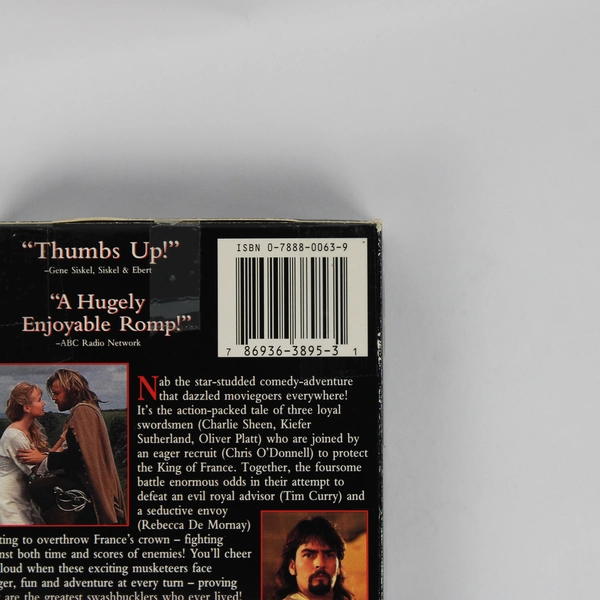 “Thumbs Up!”
–Gene Siskel, Siskel & Ebert
“A Hugely
Enjoyable Romp!”
–ABC Radio Network
ISBN 0-7888-0063-9
7 86936-3895-3 1
Nab the star-studded comedy-adventure
that dazzled moviegoers everywhere!
It's the action-packed tale of three loyal
swordsmen (Charlie Sheen, Kiefer
Sutherland, Oliver Platt) who are joined by
an eager recruit (Chris O'Donnell) to protect
the King of France. Together, the foursome
battle enormous odds in their attempt to
defeat an evil royal advisor (Tim Curry) and
a seductive envoy
(Rebecca De Mornay)
ting to overthrow France's crown – fighting
nst both time and scores of enemies! You'll cheer
loud when these exciting musketeers face
ger, fun and adventure at every turn – proving
are the greatest swashbucklers who ever lived!